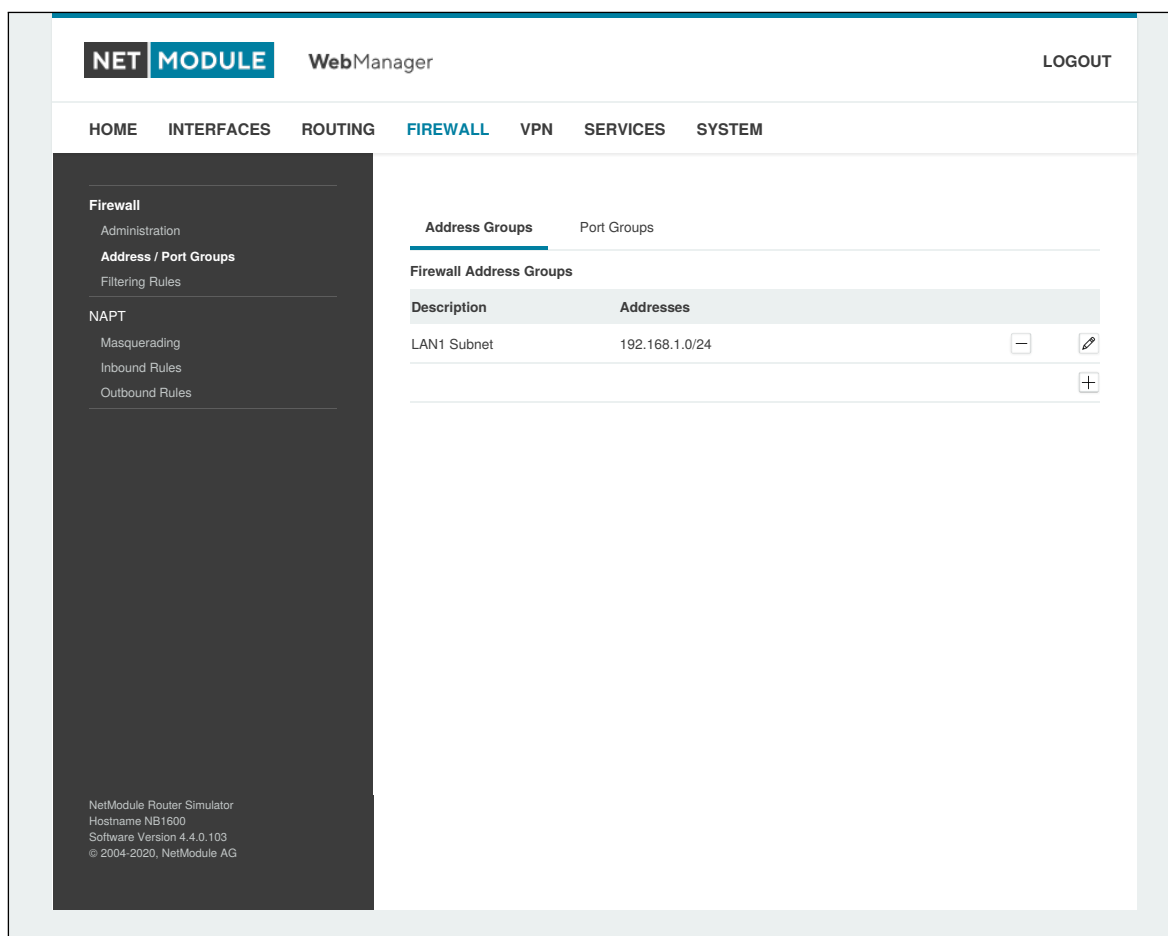 NET MODULE WebManager LOGOUT
HOME INTERFACES ROUTING FIREWALL VPN SERVICES SYSTEM
Firewall
Administration
Address / Port Groups
Filtering Rules
NAPT
Masquerading
Inbound Rules
Outbound Rules
Address Groups Port Groups
Firewall Address Groups
Description Addresses
LAN1 Subnet 192.168.1.0/24
NetModule Router Simulator
Hostname NB1600
Software Version 4.4.0.103
© 2004-2020, NetModule AG